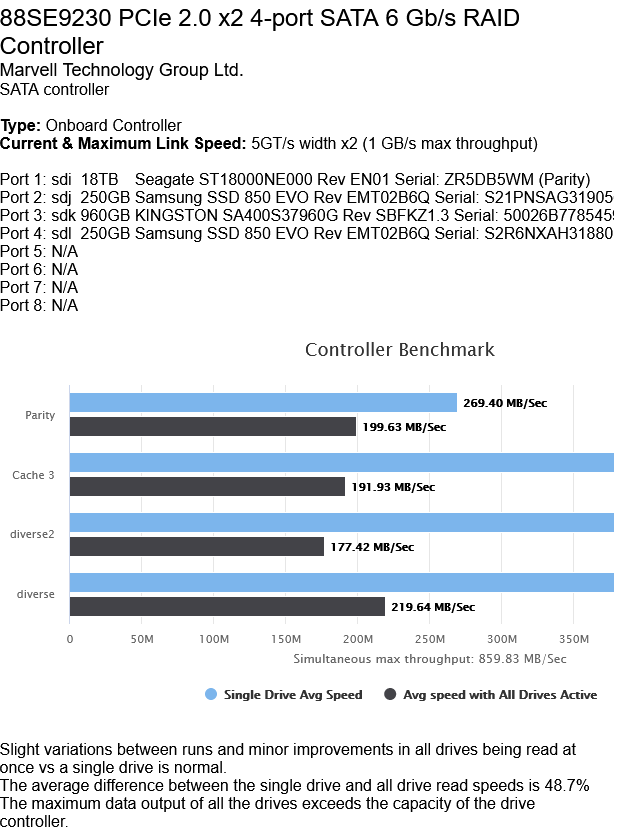 88SE9230 PCIe 2.0 x2 4-port SATA 6 Gb/s RAID
Controller
Marvell Technology Group Ltd.
SATA controller
Type: Onboard Controller
Current & Maximum Link Speed: 5GT/s width x2 (1 GB/s max throughput)
Port 1: sdi 18TB Seagate ST18000NE000 Rev EN01 Serial: ZR5DB5WM (Parity)
Port 2: sdj 250GB Samsung SSD 850 EVO Rev EMT02B6Q Serial: S21PNSAG31905
Port 3: sdk 960GB KINGSTON SA400S37960G Rev SBFKZ1.3 Serial: 50026B7785459
Port 4: sdl 250GB Samsung SSD 850 EVO Rev EMT02B6Q Serial: S2R6NXAH31880
Port 5: N/A
Port 6: N/A
Port 7: N/A
Port 8: N/A
Controller Benchmark
Parity
269.40 MB/Sec
199.63 MB/Sec
Cache 3
191.93 MB/Sec
diverse2
177.42 MB/Sec
diverse
219.64 MB/Sec
0 50M 100M 150M 200M 250M 300M 350M
Simultaneous max throughput: 859.83 MB/Sec
Single Drive Avg Speed Avg speed with All Drives Active
Slight variations between runs and minor improvements in all drives being read at
once vs a single drive is normal.
The average difference between the single drive and all drive read speeds is 48.7%
The maximum data output of all the drives exceeds the capacity of the drive
controller.